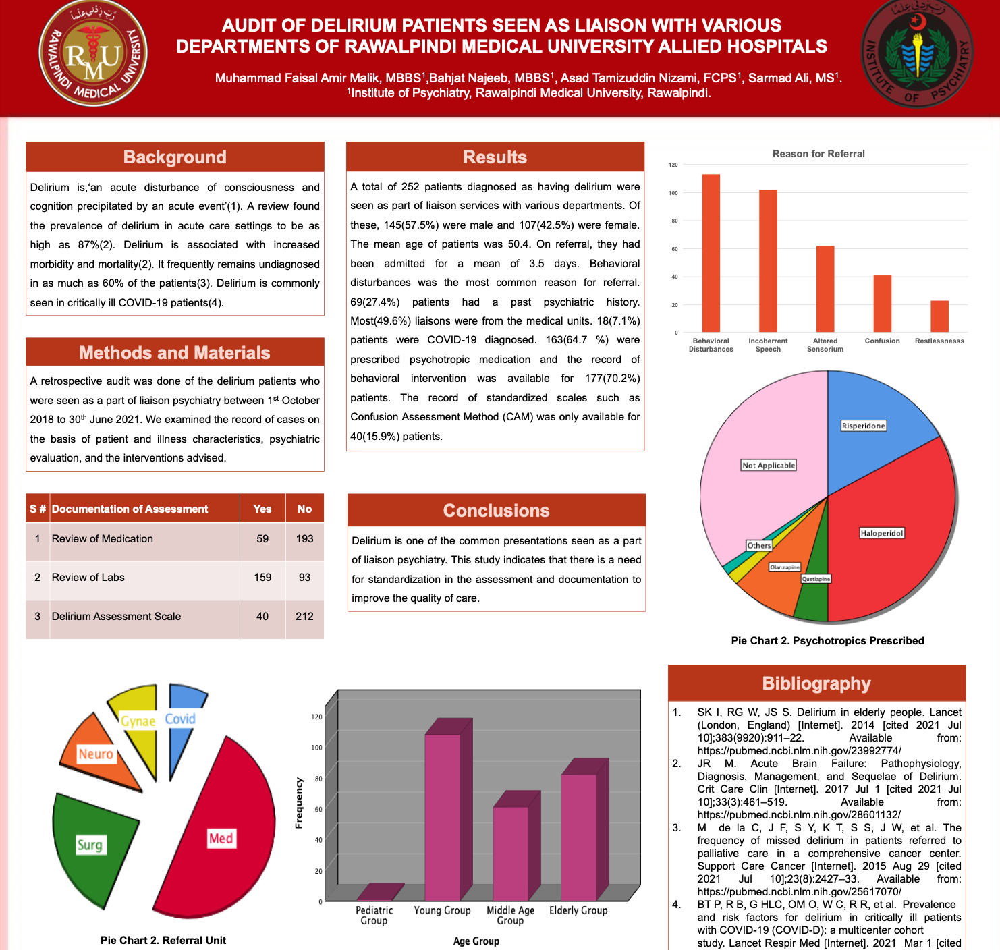 رَبِّ زِدْنِي عِلْمًا
RAWALPINDI MEDICAL UNIVERSITY
RMU
AUDIT OF DELIRIUM PATIENTS SEEN AS LIAISON WITH VARIOUS
DEPARTMENTS OF RAWALPINDI MEDICAL UNIVERSITY ALLIED HOSPITALS
Muhammad Faisal Amir Malik, MBBS¹,Bahjat Najeeb, MBBS¹, Asad Tamizuddin Nizami, FCPS¹, Sarmad Ali, MS¹.
¹Institute of Psychiatry, Rawalpindi Medical University, Rawalpindi.
INSTITUTE OF PSYCHIATRY
Background
Delirium is,‘an acute disturbance of consciousness and
cognition precipitated by an acute event’(1). A review found
the prevalence of delirium in acute care settings to be as
high as 87%(2). Delirium is associated with increased
morbidity and mortality(2). It frequently remains undiagnosed
in as much as 60% of the patients(3). Delirium is commonly
seen in critically ill COVID-19 patients(4).
Methods and Materials
A retrospective audit was done of the delirium patients who
were seen as a part of liaison psychiatry between 1st October
2018 to 30th June 2021. We examined the record of cases on
the basis of patient and illness characteristics, psychiatric
evaluation, and the interventions advised.
S # Documentation of Assessment Yes No
1 Review of Medication 59 193
2 Review of Labs 159 93
3 Delirium Assessment Scale 40 212
Gynae
Covid
Neuro
Surg
Med
Pie Chart 2. Referral Unit
Results
A total of 252 patients diagnosed as having delirium were
seen as part of liaison services with various departments. Of
these, 145(57.5%) were male and 107(42.5%) were female.
The mean age of patients was 50.4. On referral, they had
been admitted for a mean of 3.5 days. Behavioral
disturbances was the most common reason for referral.
69(27.4%) patients had a past psychiatric history.
Most(49.6%) liaisons were from the medical units. 18(7.1%)
patients were COVID-19 diagnosed. 163(64.7 %) were
prescribed psychotropic medication and the record of
behavioral intervention was available for 177(70.2%)
patients. The record of standardized scales such as
Confusion Assessment Method (CAM) was only available for
40(15.9%) patients.
Conclusions
Delirium is one of the common presentations seen as a part
of liaison psychiatry. This study indicates that there is a need
for standardization in the assessment and documentation to
improve the quality of care.
Frequency
120
100
80
60
40
20
0
Pediatric Group
Young Group
Middle Age Group
Elderly Group
Age Group
Reason for Referral
120
100
80
60
40
20
0
Behavioral Disturbances
Incoherrent Speech
Altered Sensorium
Confusion
Restlessnesss
Risperidone
Not Applicable
Haloperidol
Others
Olanzapine
Quetiapine
Pie Chart 2. Psychotropics Prescribed
Bibliography
1. SK I, RG W, JS S. Delirium in elderly people. Lancet
(London, England) [Internet]. 2014 [cited 2021 Jul
10];383(9920):911–22. Available from:
https://pubmed.ncbi.nlm.nih.gov/23992774/
2. JR M. Acute Brain Failure: Pathophysiology,
Diagnosis, Management, and Sequelae of Delirium.
Crit Care Clin [Internet]. 2017 Jul 1 [cited 2021 Jul
10];33(3):461–519. Available from:
https://pubmed.ncbi.nlm.nih.gov/28601132/
3. M de la C, J F, S Y, K T, S S, J W, et al. The
frequency of missed delirium in patients referred to
palliative care in a comprehensive cancer center.
Support Care Cancer [Internet]. 2015 Aug 29 [cited
2021 Jul 10];23(8):2427–33. Available from:
https://pubmed.ncbi.nlm.nih.gov/25617070/
4. BT P, R B, G HLC, OM O, W C, R R, et al. Prevalence
and risk factors for delirium in critically ill patients
with COVID-19 (COVID-D): a multicenter cohort
study. Lancet Respir Med [Internet]. 2021 Mar 1 [cited